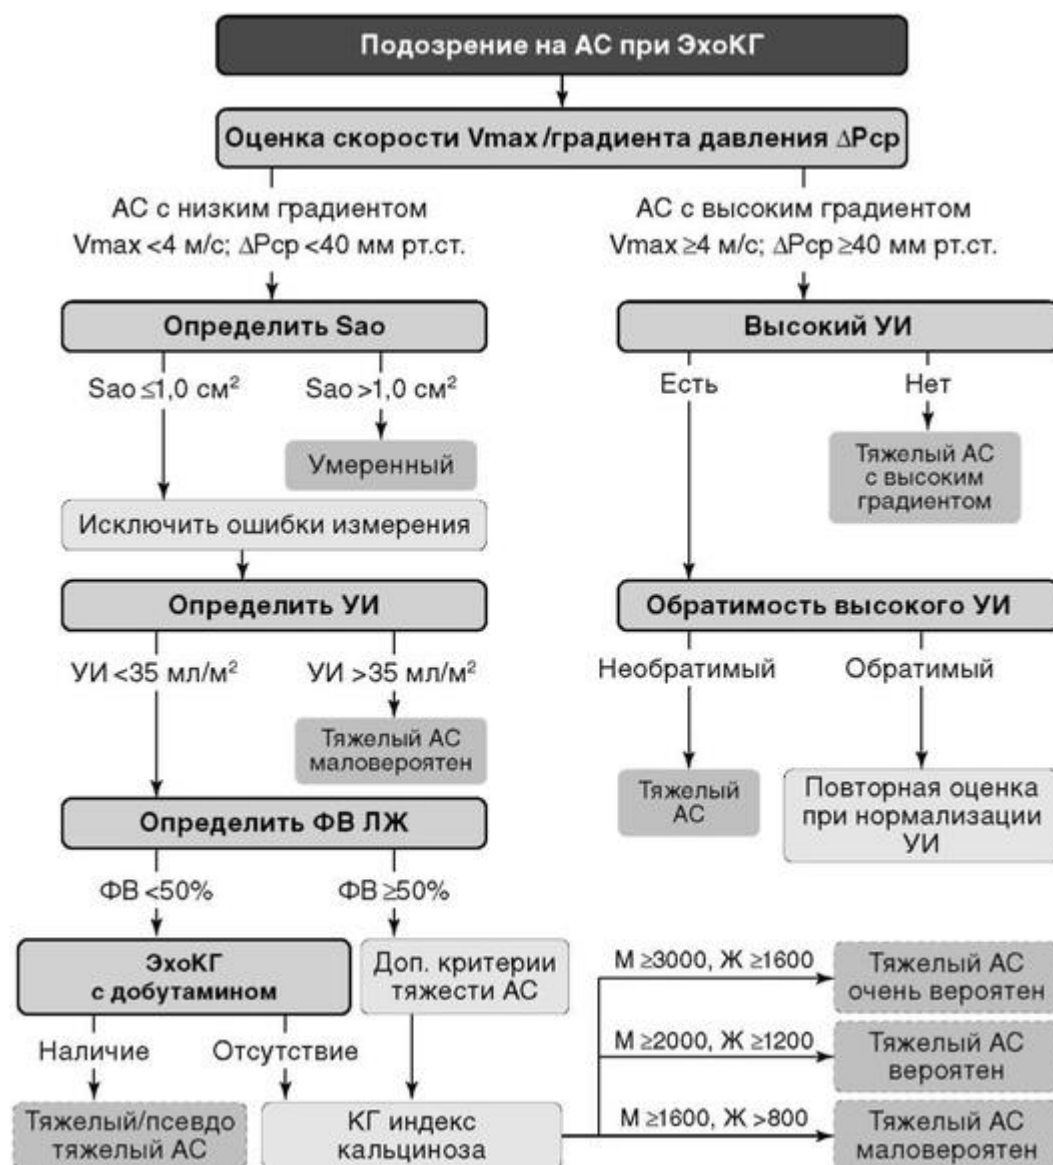 Подозрение на АС при ЭхоКГ
Оценка скорости Vmax/градиента давления ∆Рср
АС с низким градиентом
Vmax <4 м/с; ∆Рср <40 мм рт.ст.
АС с высоким градиентом
Vmax ≥4 м/с; ∆Рср ≥40 мм рт.ст.
Определить Sao
Высокий УИ
Sao ≤1,0 см²
Sao >1,0 см²
Есть
Нет
Умеренный
Тяжелый АС
с высоким
градиентом
Исключить ошибки измерения
Определить УИ
Обратимость высокого УИ
УИ <35 мл/м²
УИ >35 мл/м²
Необратимый
Обратимый
Тяжелый АС
маловероятен
Тяжелый
АС
Повторная оценка
при нормализации
УИ
Определить ФВ ЛЖ
ФВ <50%
ФВ ≥50%
ЭхоКГ
с добутамином
Доп. критерии
тяжести АС
М ≥3000, Ж ≥1600
Тяжелый АС
очень вероятен
Наличие
Отсутствие
М ≥2000, Ж ≥1200
Тяжелый АС
вероятен
Тяжелый/псевдо
тяжелый АС
КГ индекс
кальциноза
М ≥1600, Ж >800
Тяжелый АС
маловероятен